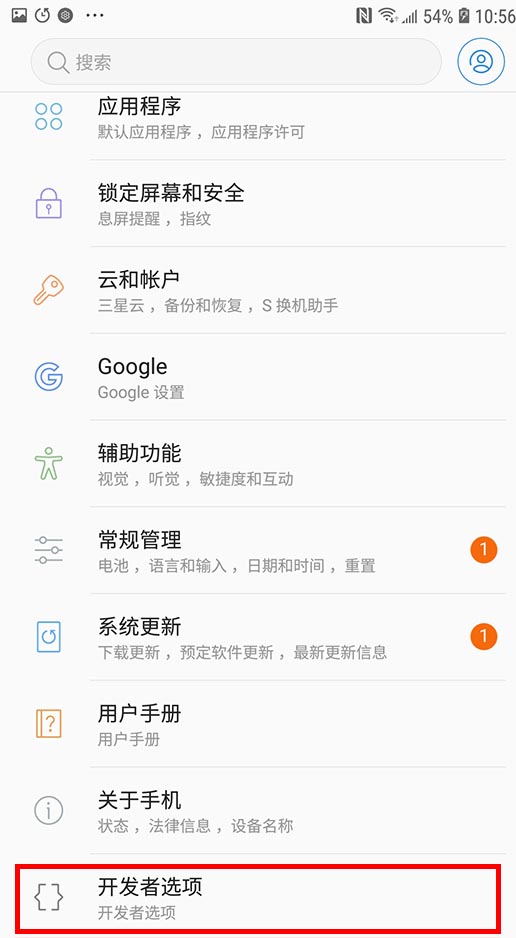 54% 10:56
搜索
应用程序
默认应用程序，应用程序许可
锁定屏幕和安全
息屏提醒，指纹
云和帐户
三星云，备份和恢复，S 换机助手
Google
Google 设置
辅助功能
视觉，听觉，敏捷度和互动
常规管理
电池，语言和输入，日期和时间，重置
1
系统更新
下载更新，预定软件更新，最新更新信息
1
用户手册
用户手册
关于手机
状态，法律信息，设备名称
开发者选项
开发者选项